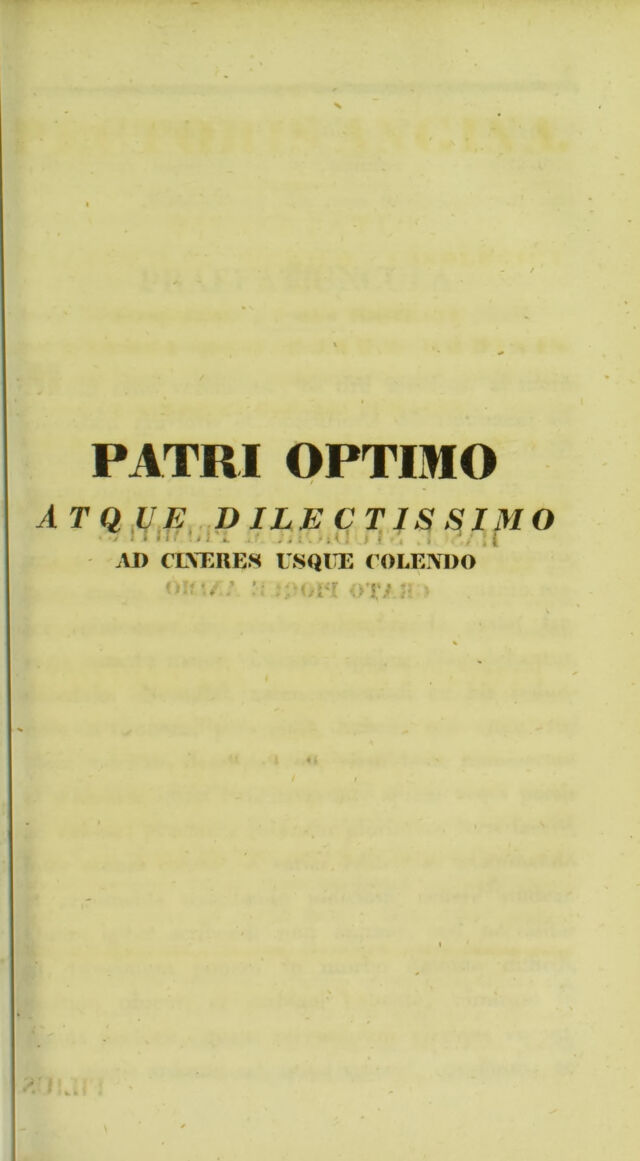 PATRI OPTIMO
ATQUE DILECTISSIMO
AD CINERES USQUE COLENDO